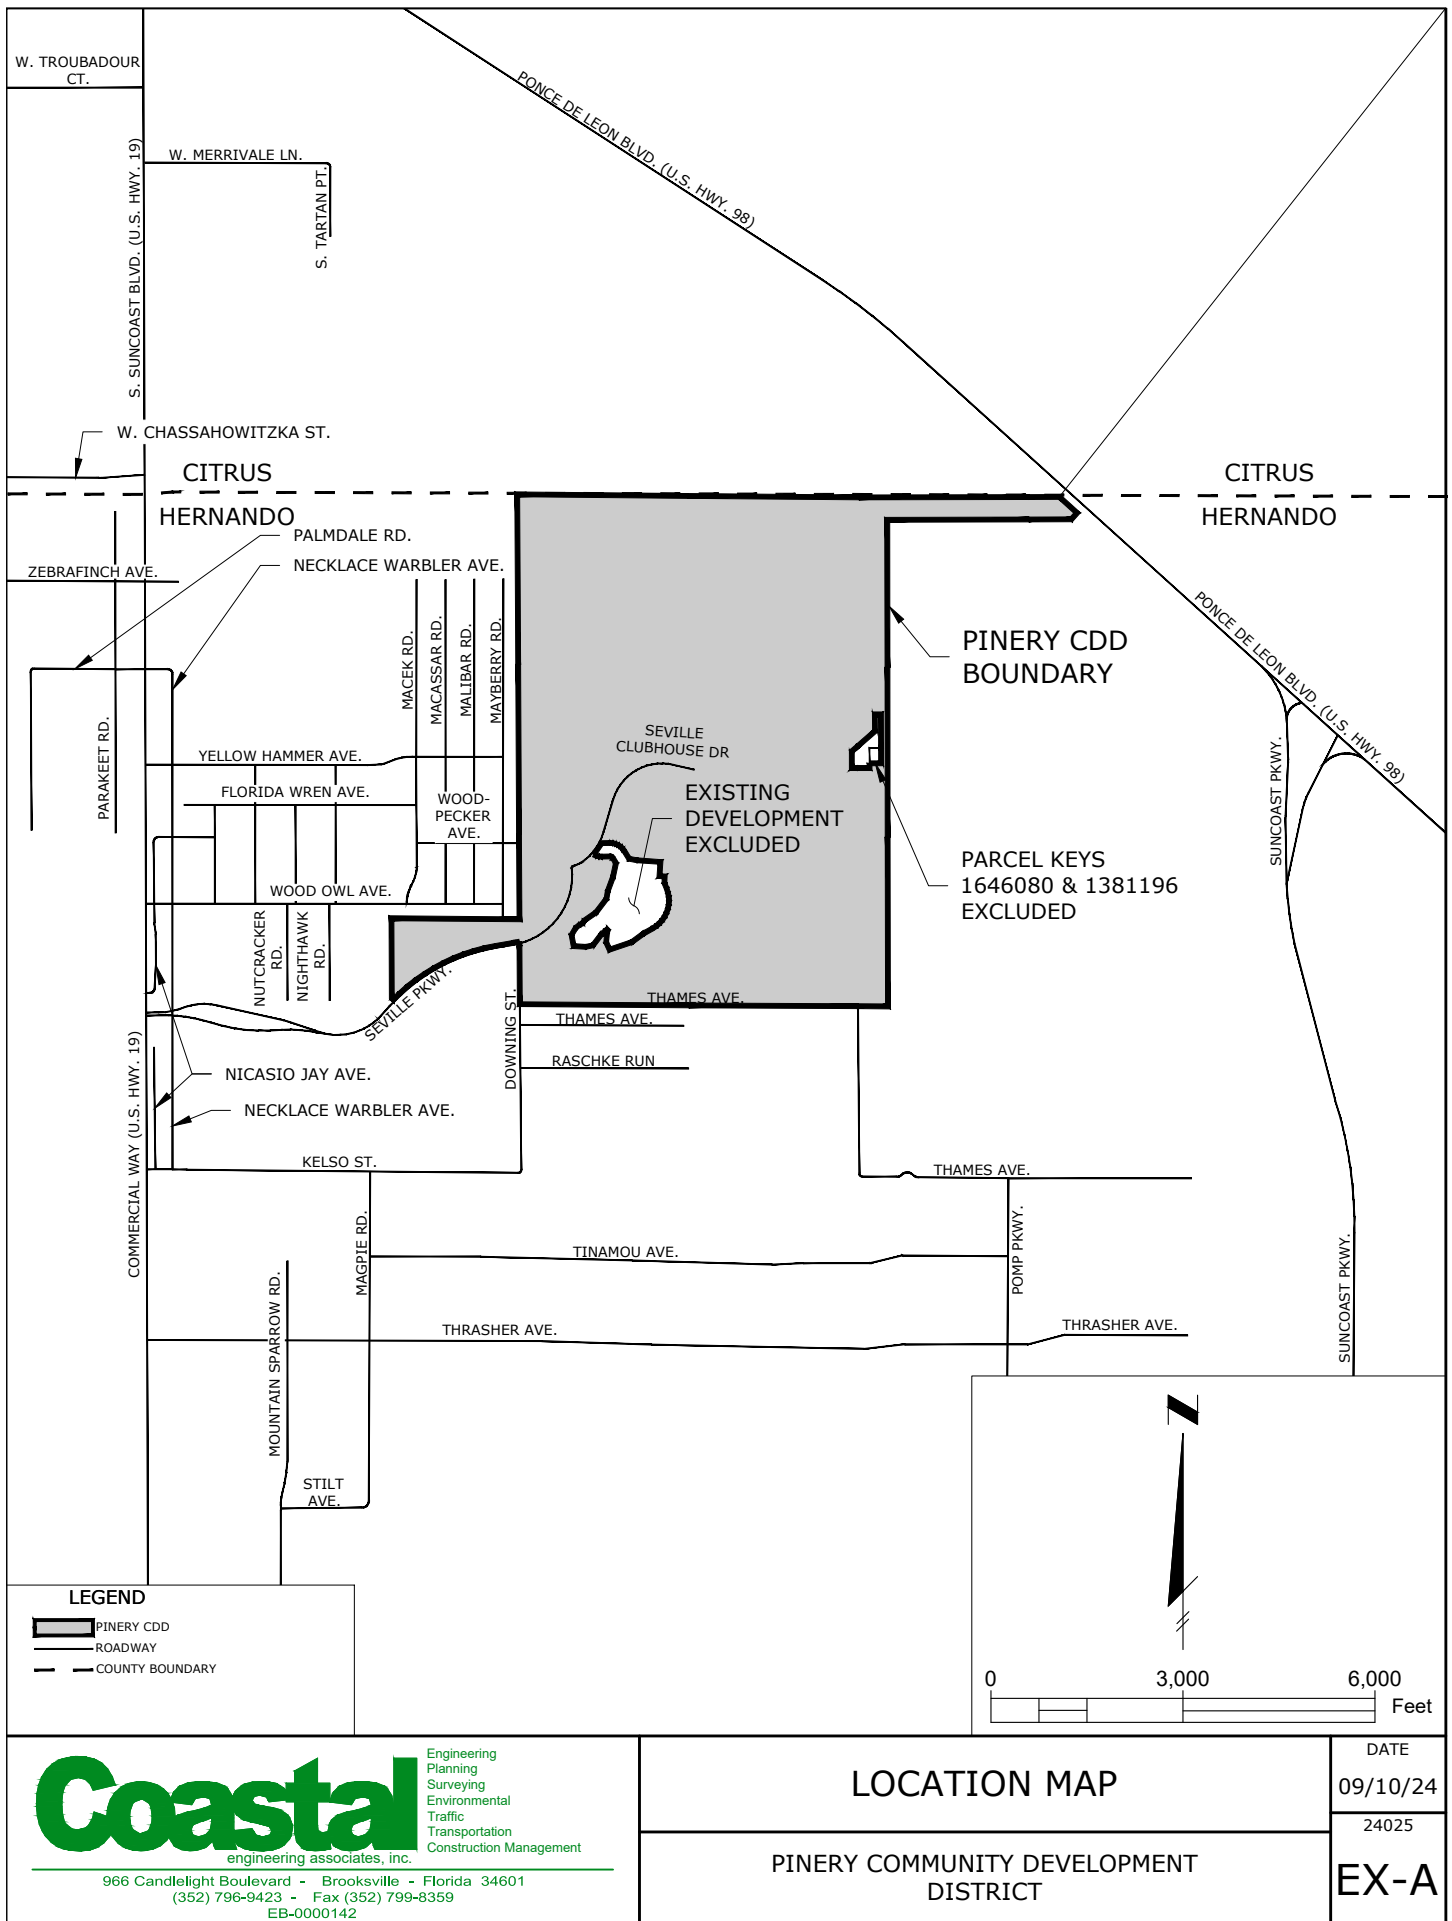 W. TROUBADOUR
CT.
PONCE DE LEON BLVD. (U.S. HWY. 98)
W. MERRIVALE LN.
S. TARTAN PT.
S. SUNCOAST BLVD. (U.S. HWY. 19)
W. CHASSAHOWITZKA ST.
CITRUS
HERNANDO
CITRUS
HERNANDO
PALMDALE RD.
NECKLACE WARBLER AVE.
ZEBRAFINCH AVE.
MACEK RD.
MACASSAR RD.
MALIBAR RD.
MAYBERRY RD.
PINERY CDD
BOUNDARY
PONCE DE LEON BLVD. (U.S. HWY. 98)
PARAKEET RD.
SEVILLE
CLUBHOUSE DR
YELLOW HAMMER AVE.
FLORIDA WREN AVE.
WOOD-
PECKER
AVE.
EXISTING
DEVELOPMENT
EXCLUDED
SUNCOAST PKWY.
PARCEL KEYS
1646080 & 1381196
EXCLUDED
WOOD OWL AVE.
NUTCRACKER
RD.
NIGHTHAWK
RD.
SEVILLE PKWY.
THAMES AVE.
DOWNING ST.
THAMES AVE.
RASCHKE RUN
NICASIO JAY AVE.
NECKLACE WARBLER AVE.
COMMERCIAL WAY (U.S. HWY. 19)
KELSO ST.
THAMES AVE.
MAGPIE RD.
TINAMOU AVE.
POMP PKWY.
SUNCOAST PKWY.
MOUNTAIN SPARROW RD.
THRASHER AVE.
THRASHER AVE.
STILT
AVE.
N
LEGEND
PINERY CDD
ROADWAY
COUNTY BOUNDARY
0 3,000 6,000
Feet
Coastal
engineering associates, inc.
Engineering
Planning
Surveying
Environmental
Traffic
Transportation
Construction Management
966 Candlelight Boulevard - Brooksville - Florida 34601
(352) 796-9423 - Fax (352) 799-8359
EB-0000142
LOCATION MAP
PINERY COMMUNITY DEVELOPMENT
DISTRICT
DATE
09/10/24
24025
EX-A